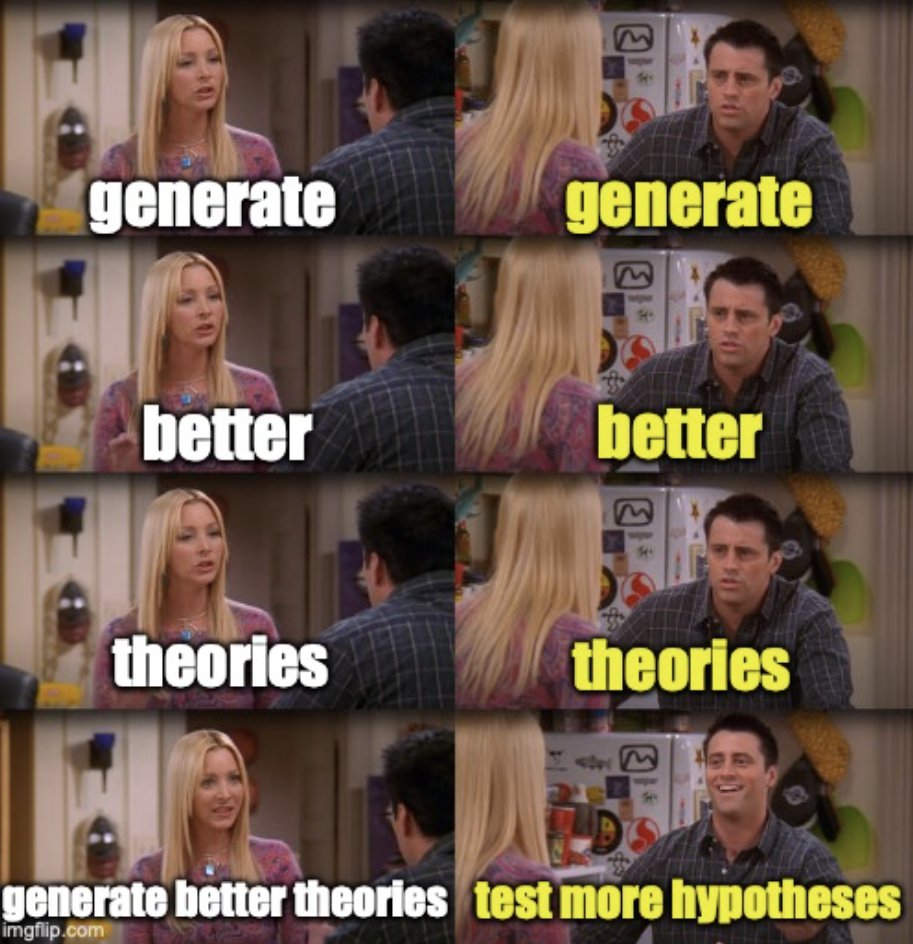 generate
generate
better
better
theories
theories
generate better theories
test more hypotheses
imgflip.com